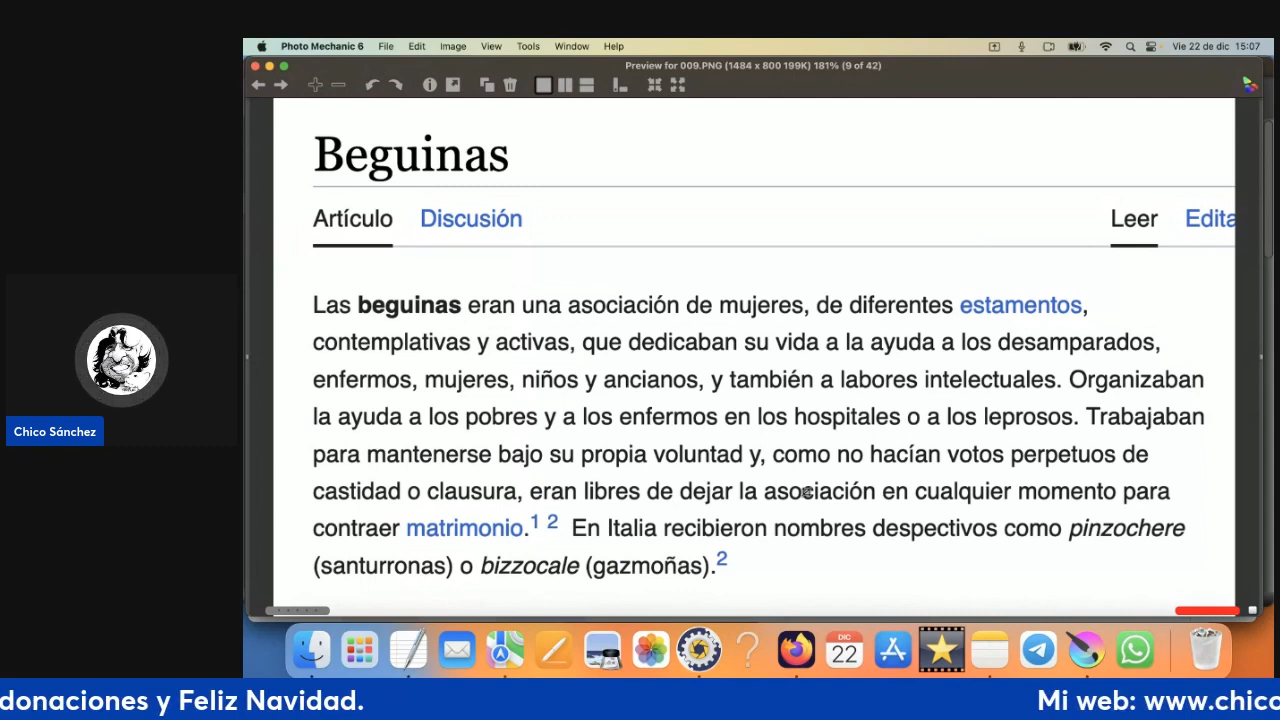 Photo Mechanic 6 File Edit Image View Tools Window Help Vie 22 de dic 15:07
Preview for 009.PNG (1484 x 800 199K) 181% (9 of 42)
Beguinas
Artículo Discusión Leer Edita
Las beguinas eran una asociación de mujeres, de diferentes estamentos,
contemplativas y activas, que dedicaban su vida a la ayuda a los desamparados,
enfermos, mujeres, niños y ancianos, y también a labores intelectuales. Organizaban
la ayuda a los pobres y a los enfermos en los hospitales o a los leprosos. Trabajaban
para mantenerse bajo su propia voluntad y, como no hacían votos perpetuos de
castidad o clausura, eran libres de dejar la asociación en cualquier momento para
contraer matrimonio.1 2 En Italia recibieron nombres despectivos como pinzochere
(santurronas) o bizzocale (gazmoñas).2
Chico Sánchez
DIC
22
donaciones y Feliz Navidad. Mi web: www.chico